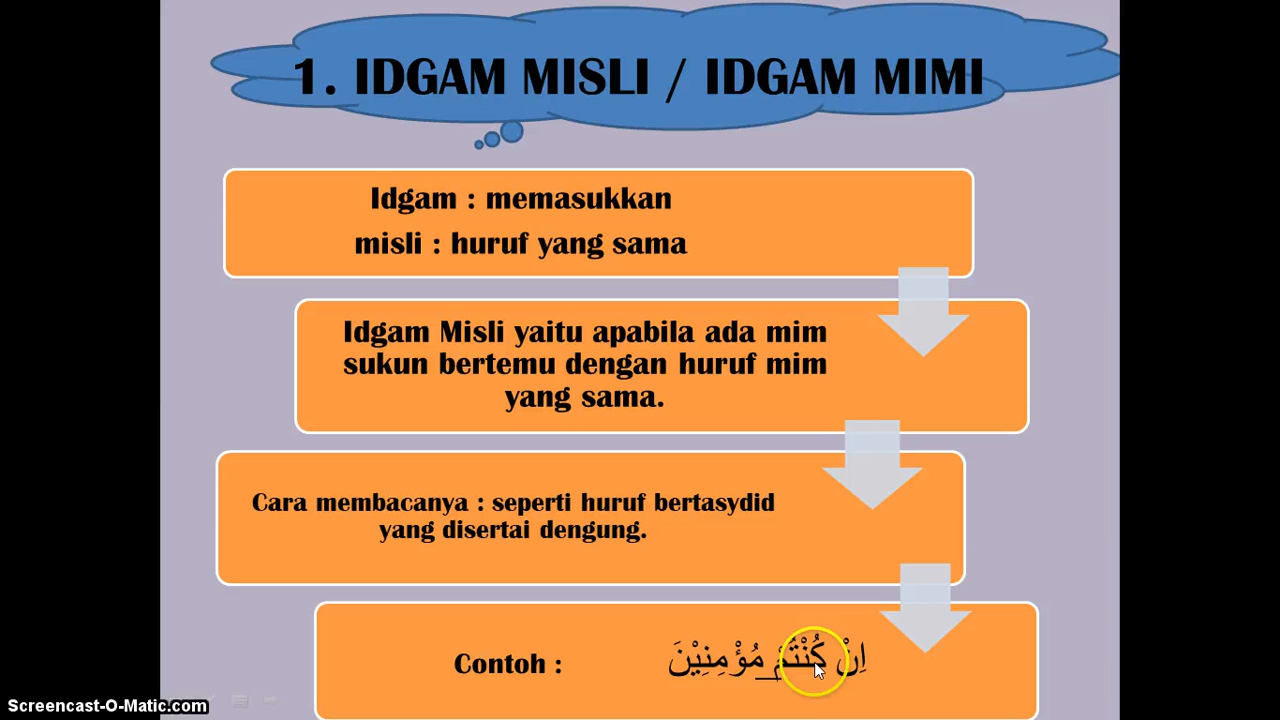 1. IDGAM MISLI / IDGAM MIMI
Idgam : memasukkan
misli : huruf yang sama
Idgam Misli yaitu apabila ada mim
sukun bertemu dengan huruf mim
yang sama.
Cara membacanya : seperti huruf bertasydid
yang disertai dengung.
Contoh : اِنْ كُنْتُمْ مُؤْمِنِيْنَ
Screencast-O-Matic.com